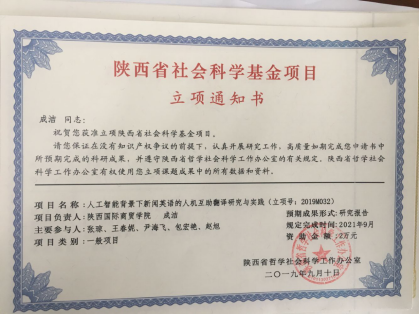 陕西省社会科学基金项目
立项通知书
成洁 同志：
祝贺您获准立项陕西省社会科学基金项目。
请您保证在没有知识产权争议的前提下，认真开展研究工作，高质量如期完成您申请书中
所预期完成的科研成果，并遵守陕西省哲学社会科学工作办公室的有关规定，陕西省哲学社会
科学工作办公室有权使用您立项课题成果中的所有数据和资料。
项目名称：人工智能背景下新闻英语的人机互助翻译研究与实践（立项号：2019M032）
项目负责人：陕西国际商贸学院 成洁 预期成果形式：研究报告
主要参与人：张琼、王春妮、尹海飞、包宏艳、赵旭 规定完成时间：2021年9月
项目类别：一般项目 资助金额：2万元
陕西省哲学社会科学工作办公室
二〇一九年九月十日